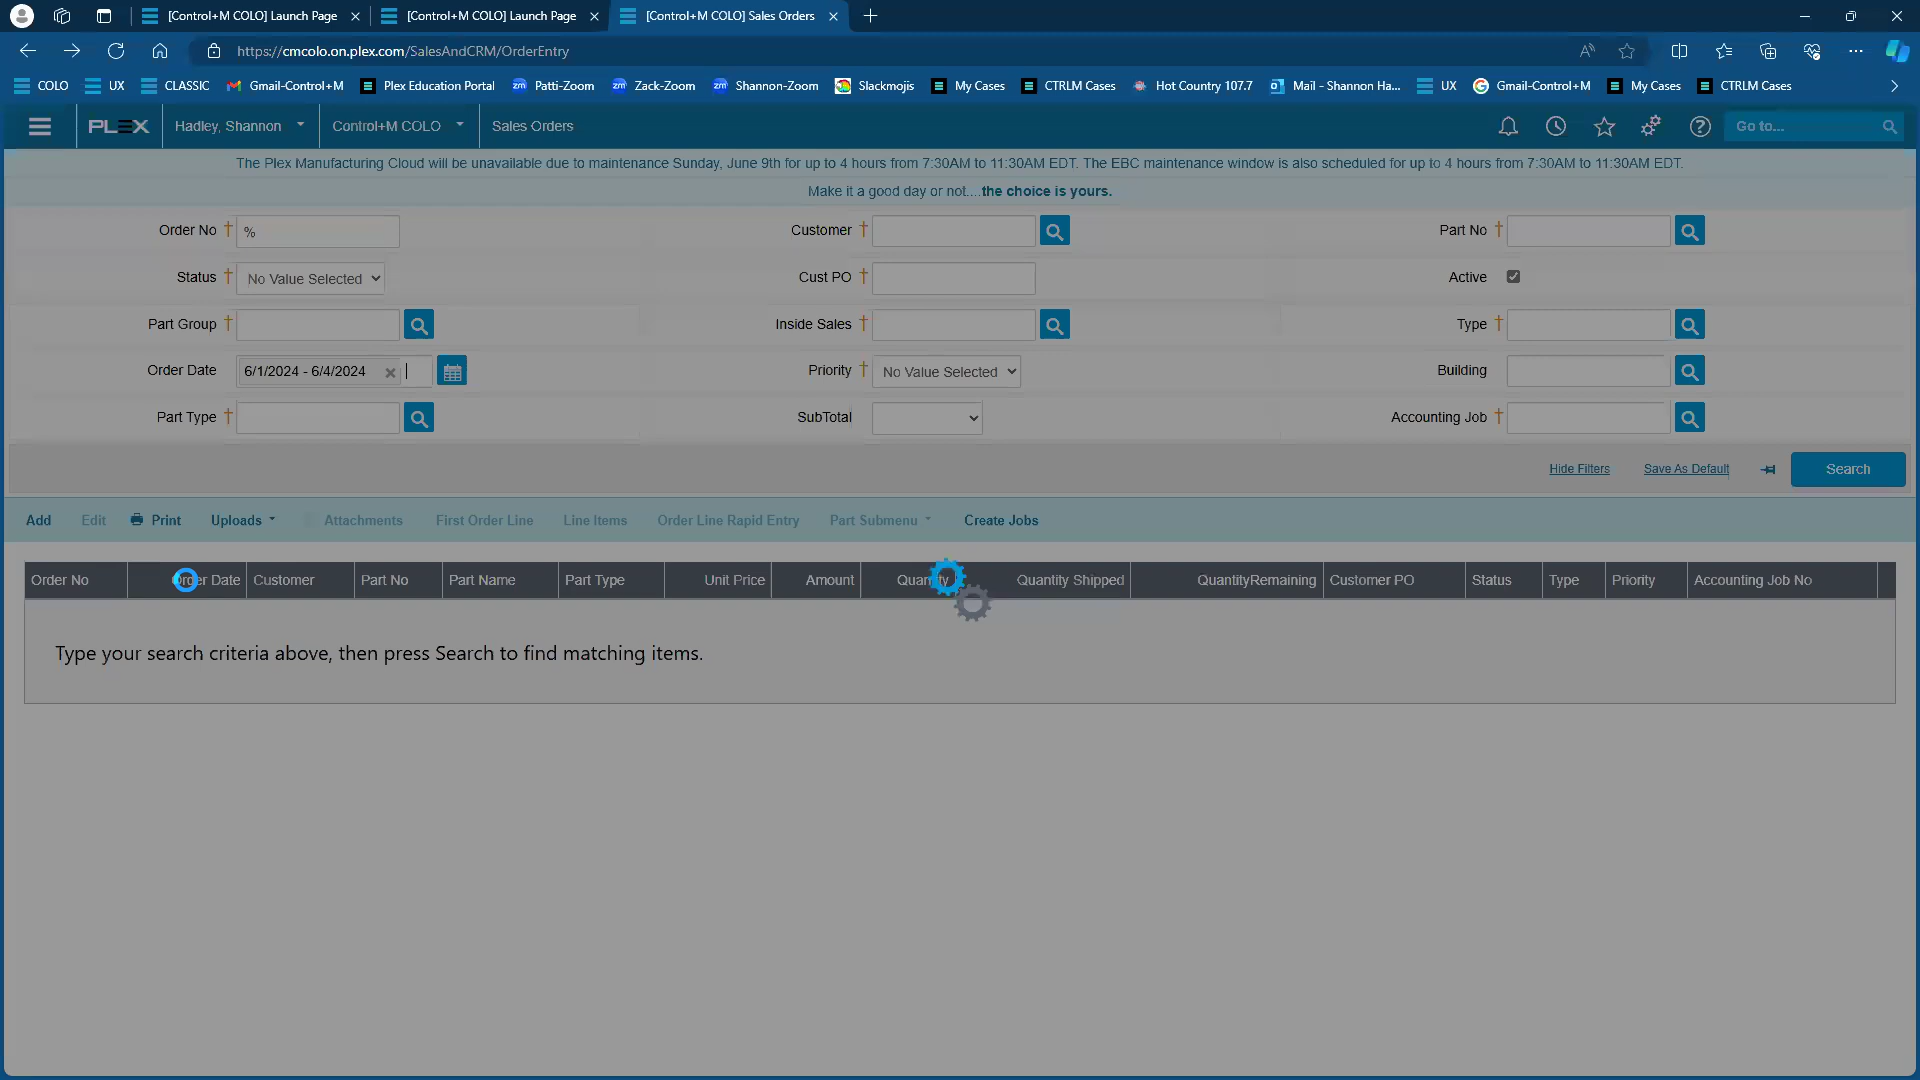 [Control+M COLO] Launch Page
[Control+M COLO] Launch Page
[Control+M COLO] Sales Orders
https://cmcolo.on.plex.com/SalesAndCRM/OrderEntry
COLO
UX
CLASSIC
Gmail-Control+M
Plex Education Portal
Patti-Zoom
Zack-Zoom
Shannon-Zoom
Slackmojis
My Cases
CTRLM Cases
Hot Country 107.7
Mail - Shannon Ha...
UX
Gmail-Control+M
My Cases
CTRLM Cases
PLEX
Hadley, Shannon
Control+M COLO
Sales Orders
Go to...
The Plex Manufacturing Cloud will be unavailable due to maintenance Sunday, June 9th for up to 4 hours from 7:30AM to 11:30AM EDT. The EBC maintenance window is also scheduled for up to 4 hours from 7:30AM to 11:30AM EDT.
Make it a good day or not....the choice is yours.
Order No † %
Customer †
Part No †
Status † No Value Selected
Cust PO †
Active
Part Group †
Inside Sales †
Type †
Order Date 6/1/2024 - 6/4/2024
Priority † No Value Selected
Building
Part Type †
SubTotal
Accounting Job †
Hide Filters
Save As Default
Search
Add
Edit
Print
Uploads
Attachments
First Order Line
Line Items
Order Line Rapid Entry
Part Submenu
Create Jobs
Order No
Order Date
Customer
Part No
Part Name
Part Type
Unit Price
Amount
Quantity
Quantity Shipped
QuantityRemaining
Customer PO
Status
Type
Priority
Accounting Job No
Type your search criteria above, then press Search to find matching items.